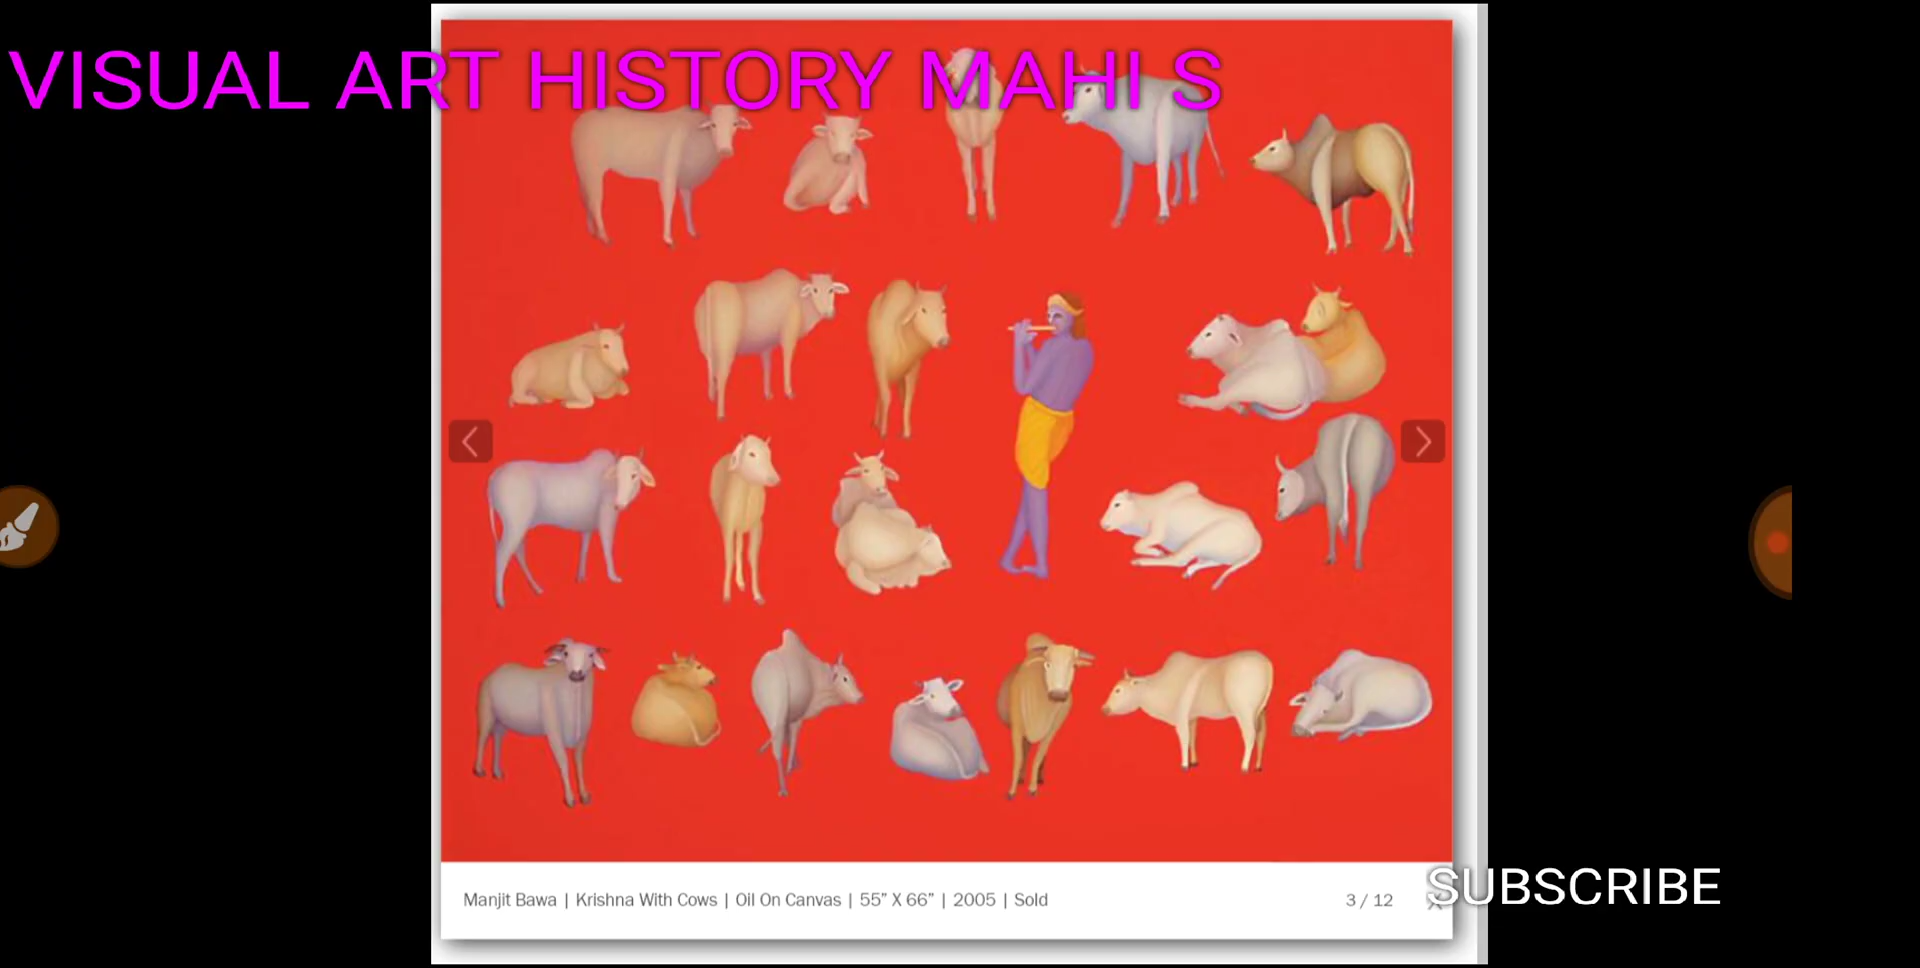 VISUAL ART HISTORY MAHI S
Manjit Bawa | Krishna With Cows | Oil On Canvas | 55” X 66” | 2005 | Sold
3 / 12
SUBSCRIBE